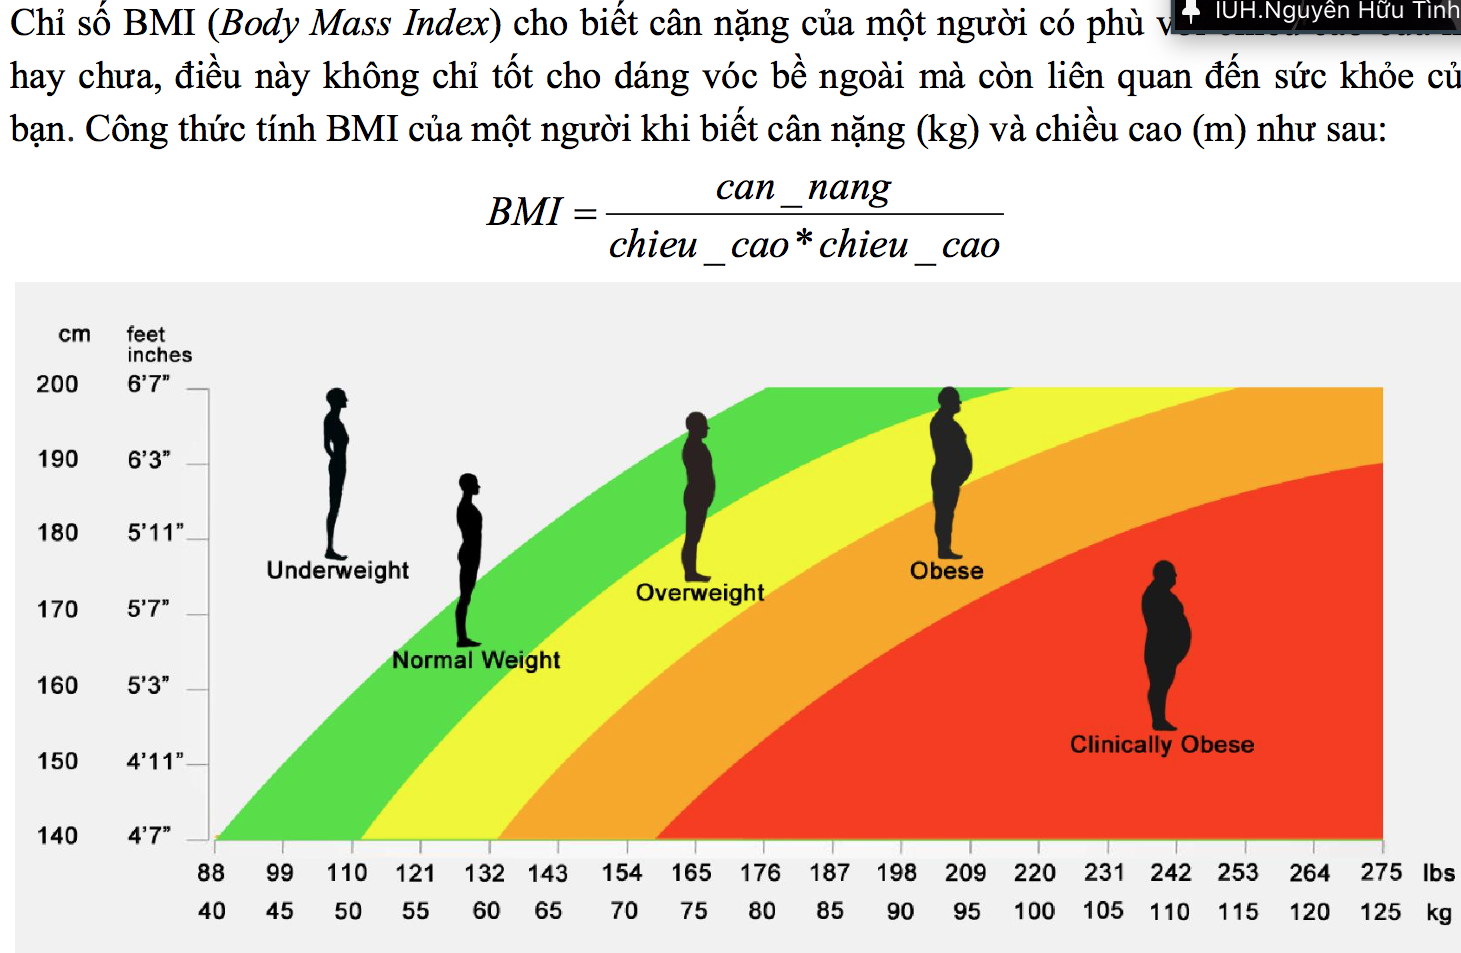 Chỉ số BMI (Body Mass Index) cho biết cân nặng của một người có phù
IUH.Nguyễn Hữu Tình
hay chưa, điều này không chỉ tốt cho dáng vóc bề ngoài mà còn liên quan đến sức khỏe củ
bạn. Công thức tính BMI của một người khi biết cân nặng (kg) và chiều cao (m) như sau:
BMI = can_nang
chieu_cao*chieu_cao
cm feet
inches
200 6'7"
190 6'3"
180 5'11"
Underweight
Obese
Overweight
170 5'7"
Normal Weight
160 5'3"
Clinically Obese
150 4'11"
140 4'7"
88 99 110 121 132 143 154 165 176 187 198 209 220 231 242 253 264 275 lbs
40 45 50 55 60 65 70 75 80 85 90 95 100 105 110 115 120 125 kg